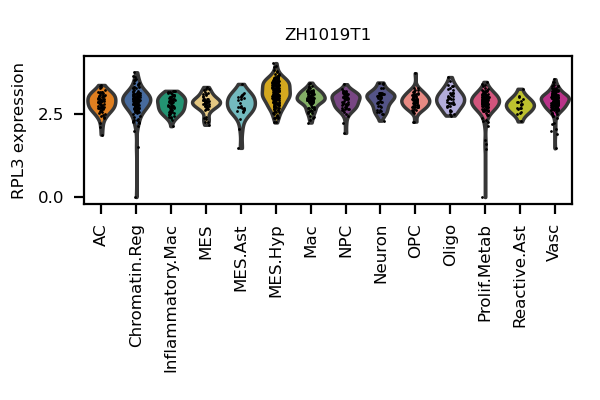 ZH1019T1
RPL3 expression
2.5
0.0
AC
Chromatin.Reg
Inflammatory.Mac
MES
MES.Ast
MES.Hyp
Mac
NPC
Neuron
OPC
Oligo
Prolif.Metab
Reactive.Ast
Vasc